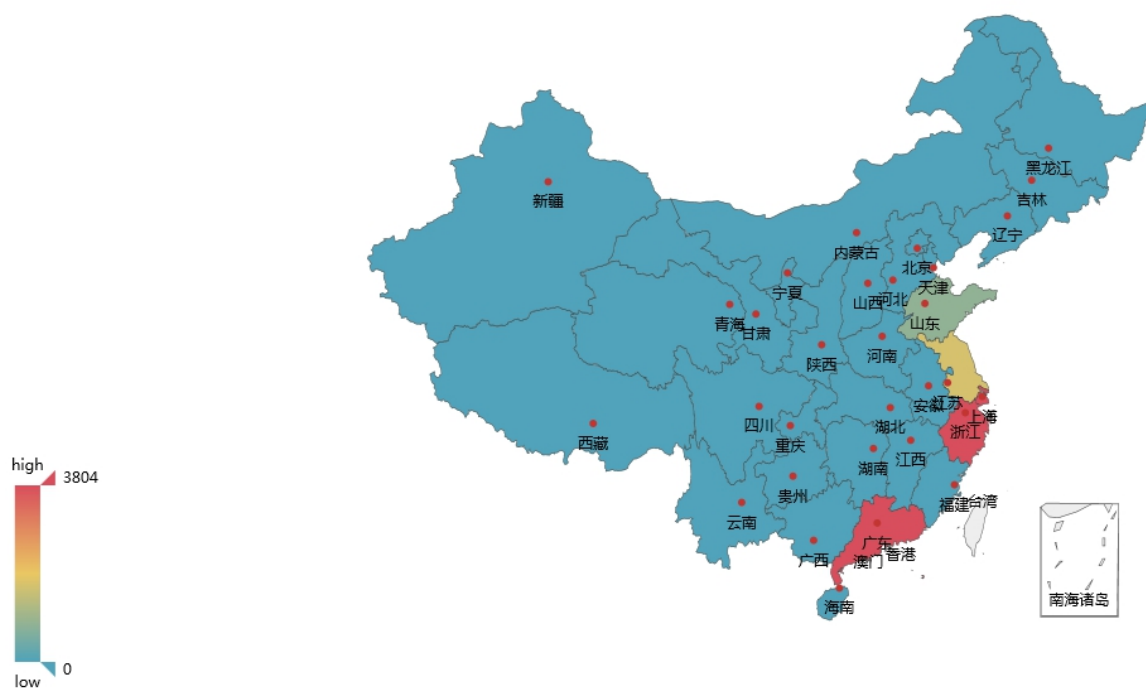 黑龙江
吉林
新疆
辽宁
内蒙古
北京
天津
宁夏
山西
河北
青海
甘肃
山东
陕西
河南
安徽
江苏
上海
四川
湖北
浙江
重庆
西藏
湖南
江西
贵州
福建
台湾
云南
广东
香港
澳门
广西
海南
南海诸岛
high
3804
0
low